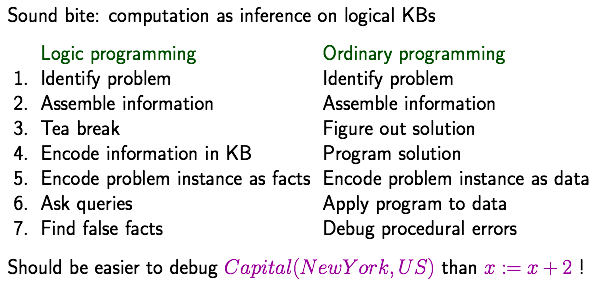 Sound bite: computation as inference on logical KBs
Logic programming Ordinary programming
1. Identify problem Identify problem
2. Assemble information Assemble information
3. Tea break Figure out solution
4. Encode information in KB Program solution
5. Encode problem instance as facts Encode problem instance as data
6. Ask queries Apply program to data
7. Find false facts Debug procedural errors
Should be easier to debug Capital(NewYork, US) than x := x + 2 !